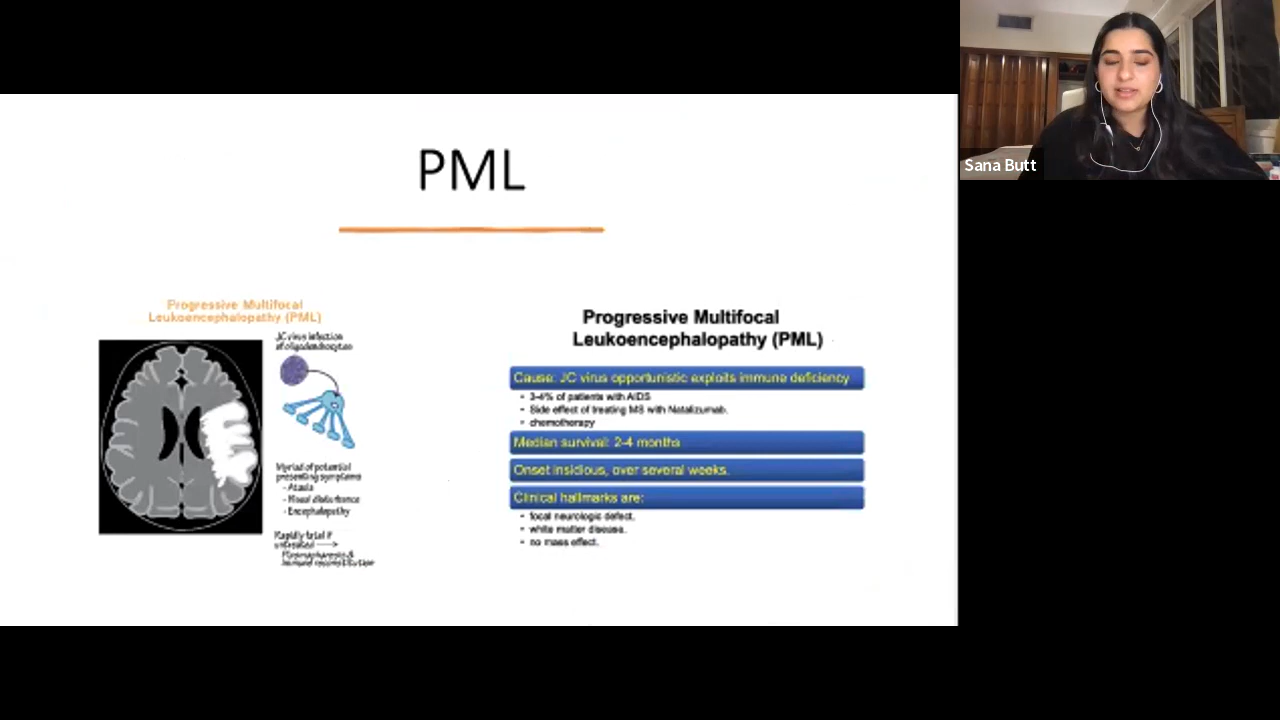 PML
Progressive Multifocal
Leukoencephalopathy (PML)
JC virus infection
of oligodendrocytes
Myriad of potential
presenting symptoms
- Ataxia
- Visual disturbance
- Encephalopathy
Rapidly fatal if
untreated
Plasmapheresis &
immune reconstitution
Progressive Multifocal
Leukoencephalopathy (PML)
Cause: JC virus opportunistic exploits immune deficiency
• 3-4% of patients with AIDS
• Side effect of treating MS with Natalizumab.
• chemotherapy
Median survival: 2-4 months
Onset insidious, over several weeks.
Clinical hallmarks are:
• focal neurologic defect.
• white matter disease.
• no mass effect.
Sana Butt